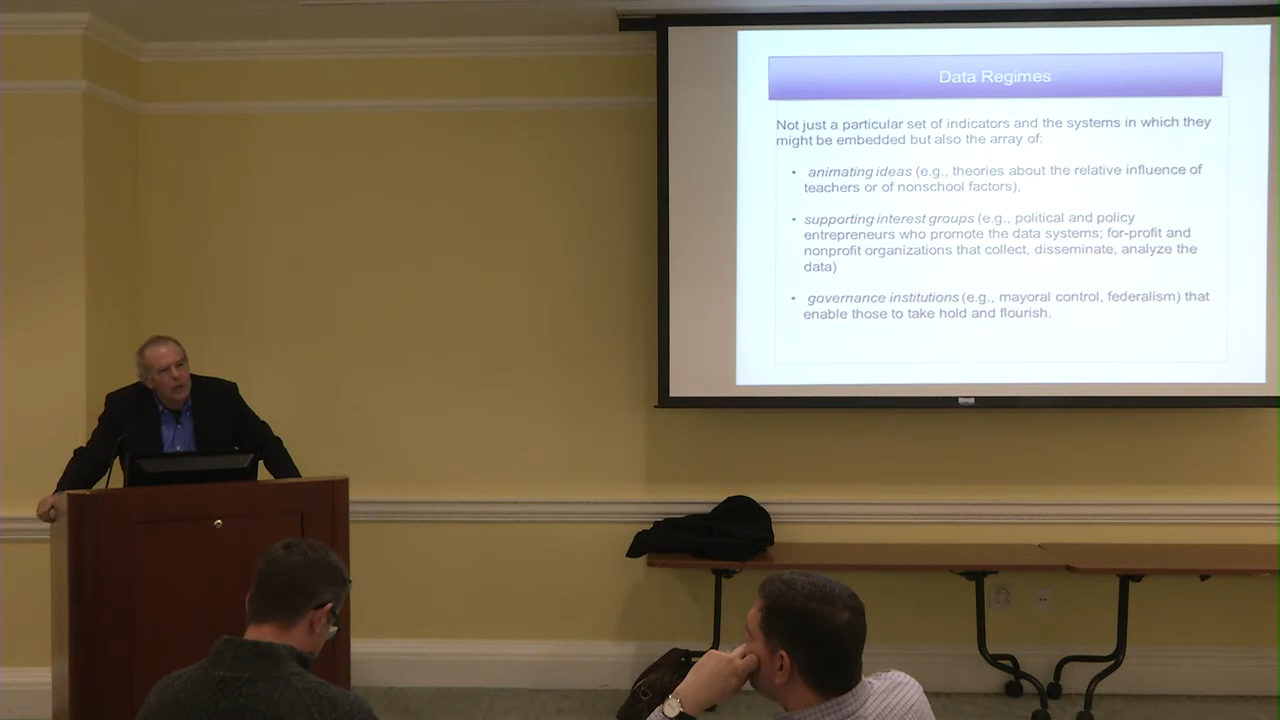 Data Regimes
Not just a particular set of indicators and the systems in which they
might be embedded but also the array of:
• animating ideas (e.g., theories about the relative influence of
teachers or of nonschool factors),
• supporting interest groups (e.g., political and policy
entrepreneurs who promote the data systems; for-profit and
nonprofit organizations that collect, disseminate, analyze the
data)
• governance institutions (e.g., mayoral control, federalism) that
enable those to take hold and flourish.